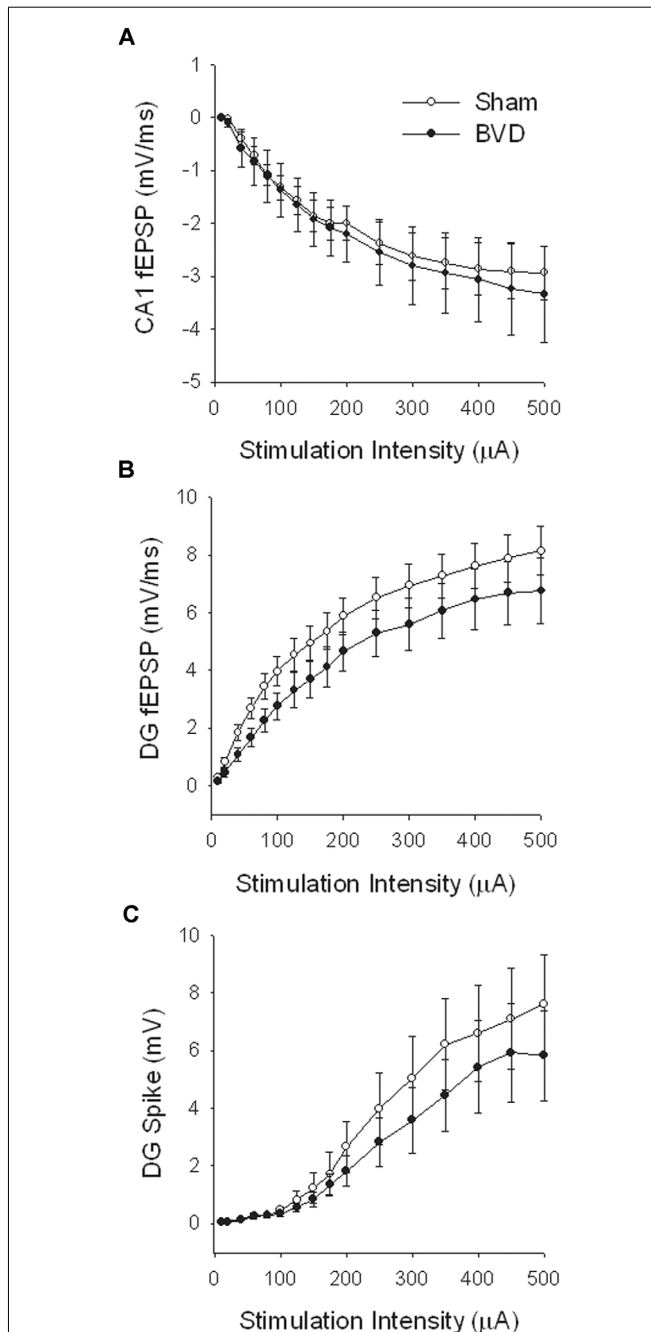 A
1
0
-1
-2
-3
-4
-5
CA1 fEPSP (mV/ms)
Sham
BVD
0 100 200 300 400 500
Stimulation Intensity (µA)
B
10
8
6
4
2
0
DG fEPSP (mV/ms)
0 100 200 300 400 500
Stimulation Intensity (µA)
C
10
8
6
4
2
0
DG Spike (mV)
0 100 200 300 400 500
Stimulation Intensity (µA)